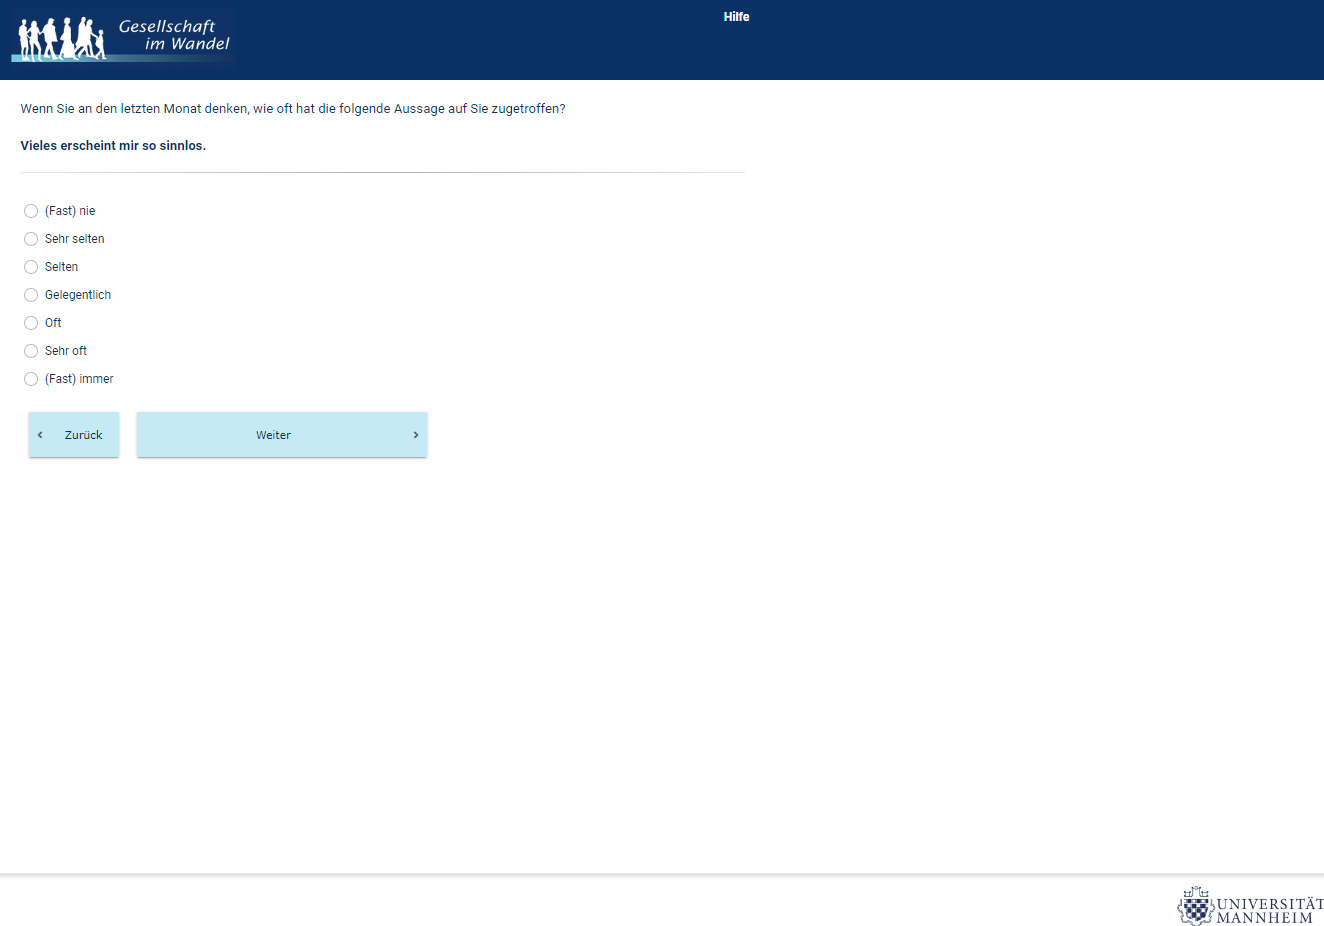 Gesellschaft
im Wandel
Hilfe
Wenn Sie an den letzten Monat denken, wie oft hat die folgende Aussage auf Sie zugetroffen?
Vieles erscheint mir so sinnlos.
(Fast) nie
Sehr selten
Selten
Gelegentlich
Oft
Sehr oft
(Fast) immer
‹ Zurück
Weiter ›
UNIVERSITÄT
MANNHEIM